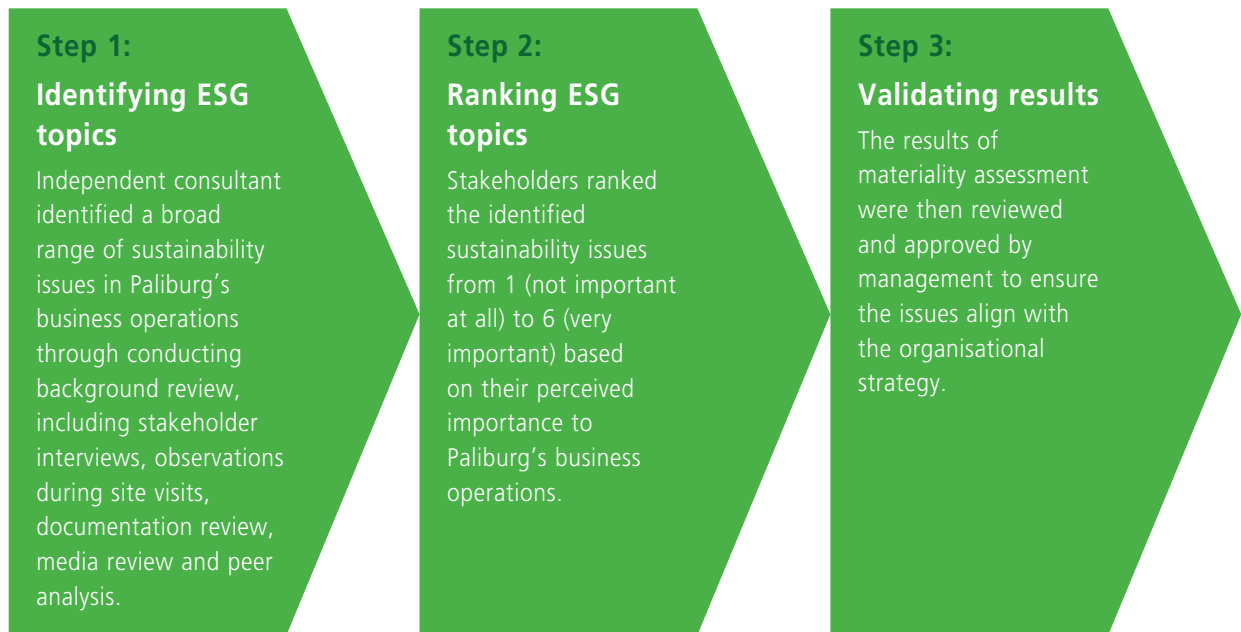 Step 1:
Identifying ESG
topics
Independent consultant
identified a broad
range of sustainability
issues in Paliburg's
business operations
through conducting
background review,
including stakeholder
interviews, observations
during site visits,
documentation review,
media review and peer
analysis.
Step 2:
Ranking ESG
topics
Stakeholders ranked
the identified
sustainability issues
from 1 (not important
at all) to 6 (very
important) based
on their perceived
importance to
Paliburg's business
operations.
Step 3:
Validating results
The results of
materiality assessment
were then reviewed
and approved by
management to ensure
the issues align with
the organisational
strategy.